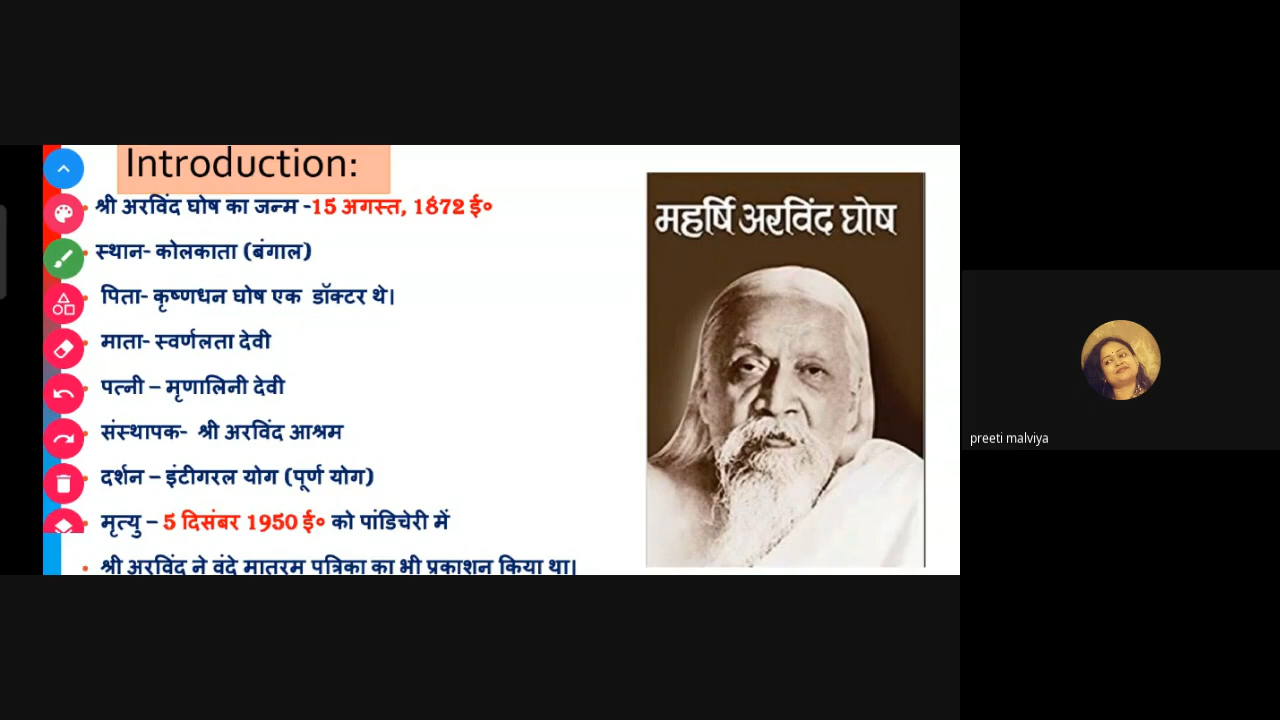 Introduction:
श्री अरविंद घोष का जन्म -15 अगस्त, 1872 ई०
स्थान- कोलकाता (बंगाल)
पिता- कृष्णधन घोष एक डॉक्टर थे।
माता- स्वर्णलता देवी
पत्नी – मृणालिनी देवी
संस्थापक- श्री अरविंद आश्रम
दर्शन – इंटीगरल योग (पूर्ण योग)
मृत्यु – 5 दिसंबर 1950 ई० को पांडिचेरी में
श्री अरविंद ने वंदे मातरम पत्रिका का भी प्रकाशन किया था।
महर्षि अरविंद घोष
preeti malviya